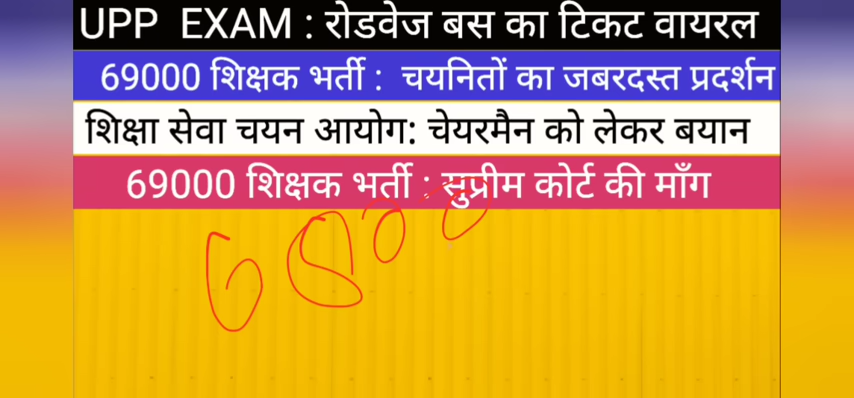 UPP EXAM : रोडवेज बस का टिकट वायरल
69000 शिक्षक भर्ती : चयनितों का जबरदस्त प्रदर्शन
शिक्षा सेवा चयन आयोग: चेयरमैन को लेकर बयान
69000 शिक्षक भर्ती : सुप्रीम कोर्ट की माँग